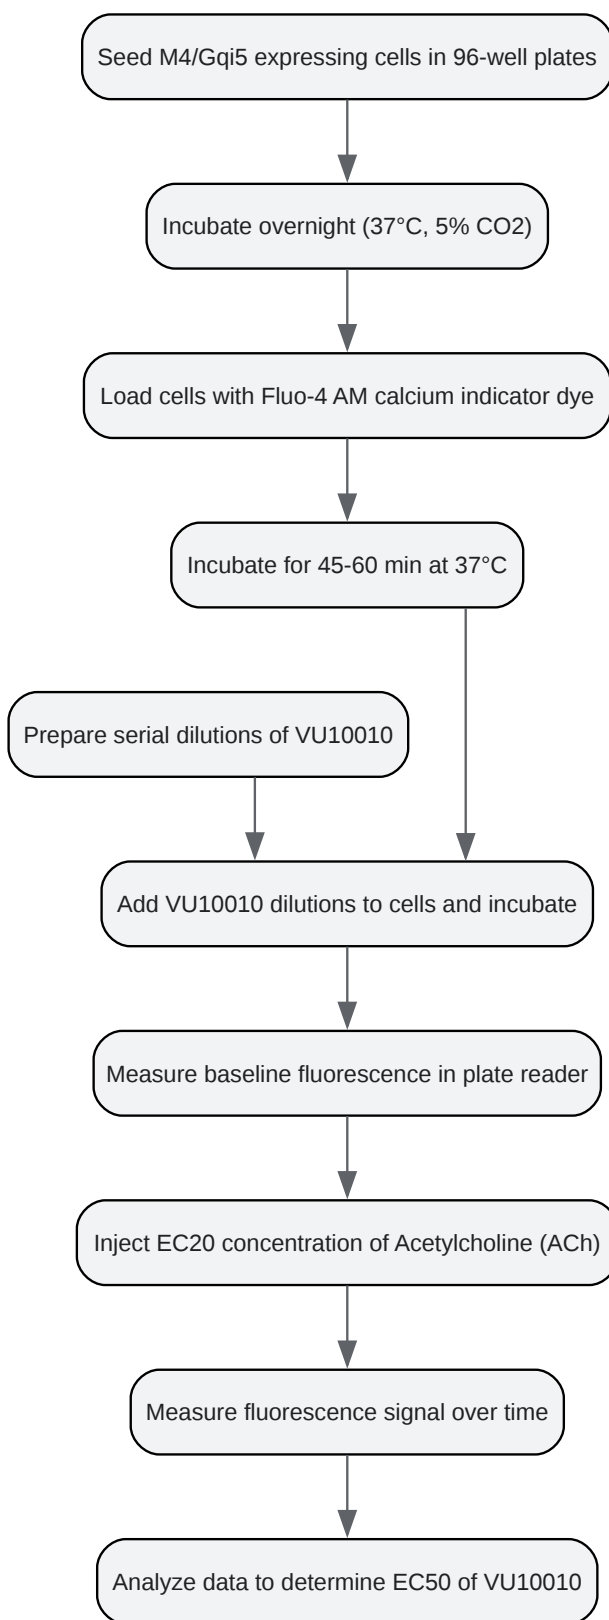 Seed M4/Gqi5 expressing cells in 96-well plates
Incubate overnight (37°C, 5% CO2)
Load cells with Fluo-4 AM calcium indicator dye
Incubate for 45-60 min at 37°C
Prepare serial dilutions of VU10010
Add VU10010 dilutions to cells and incubate
Measure baseline fluorescence in plate reader
Inject EC20 concentration of Acetylcholine (ACh)
Measure fluorescence signal over time
Analyze data to determine EC50 of VU10010